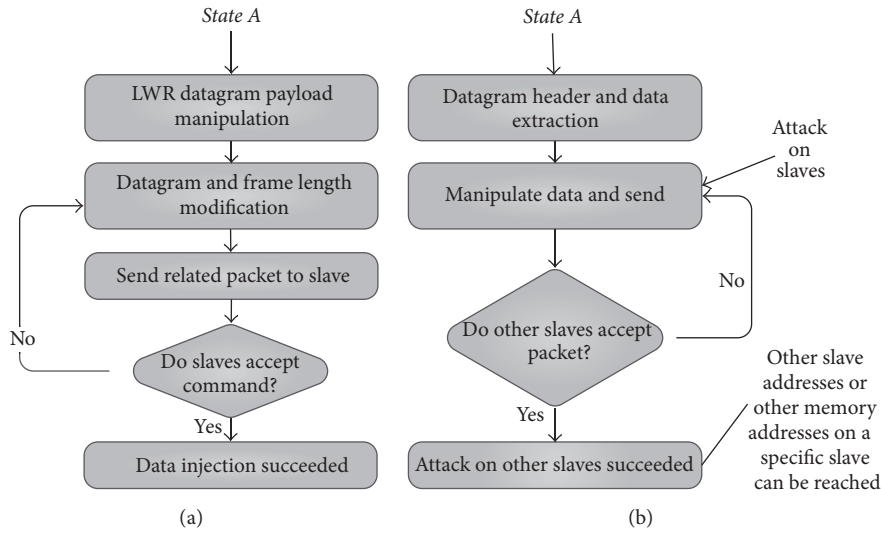 State A
LWR datagram payload
manipulation
Datagram and frame length
modification
Send related packet to slave
No
Do slaves accept
command?
Yes
Data injection succeeded
(a)
State A
Datagram header and data
extraction
Attack
on
slaves
Manipulate data and send
No
Do other slaves accept
packet?
Yes
Attack on other slaves succeeded
Other slave
addresses or
other memory
addresses on a
specific slave
can be reached
(b)